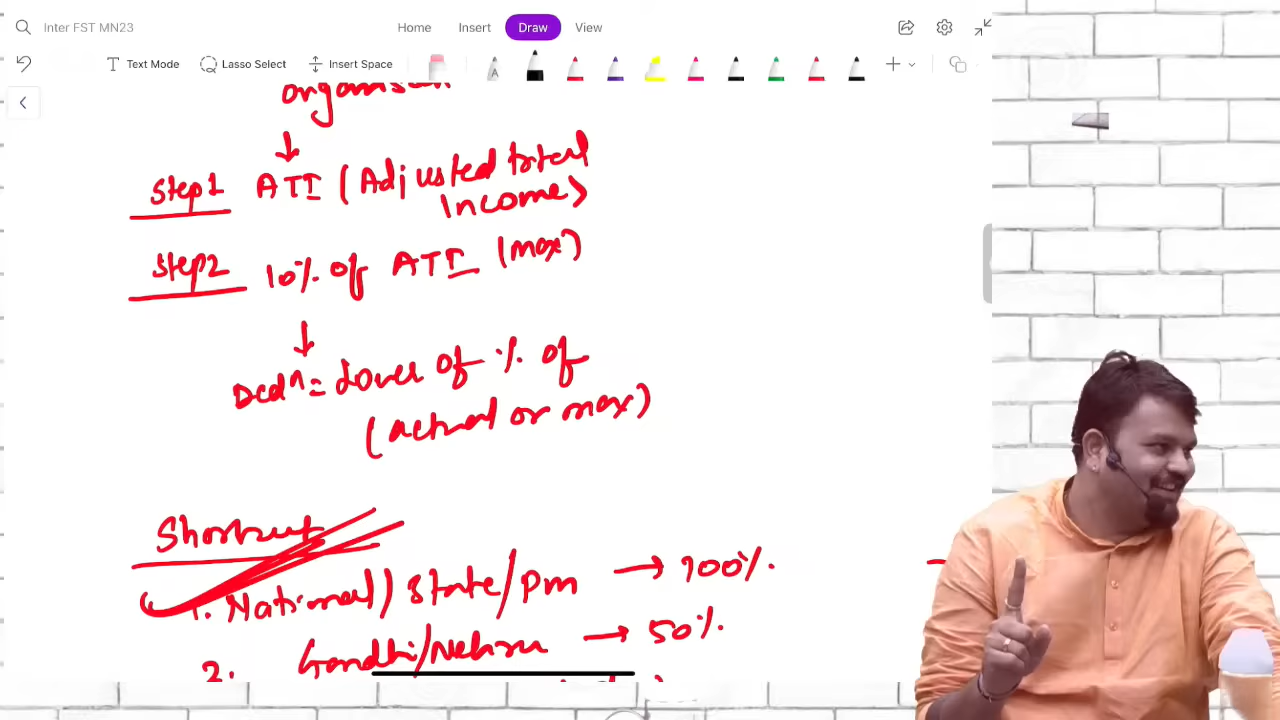 Inter FST MN23
Home Insert Draw View
Text Mode Lasso Select Insert Space
Step1 ATI (Adjusted total
Income)
Step2 10% of ATI (max)
Dedn = Lower of % of
(actual or max)
Shortcut
1. National/State/Pm → 100%
2. Gandhi/Nehru → 50%